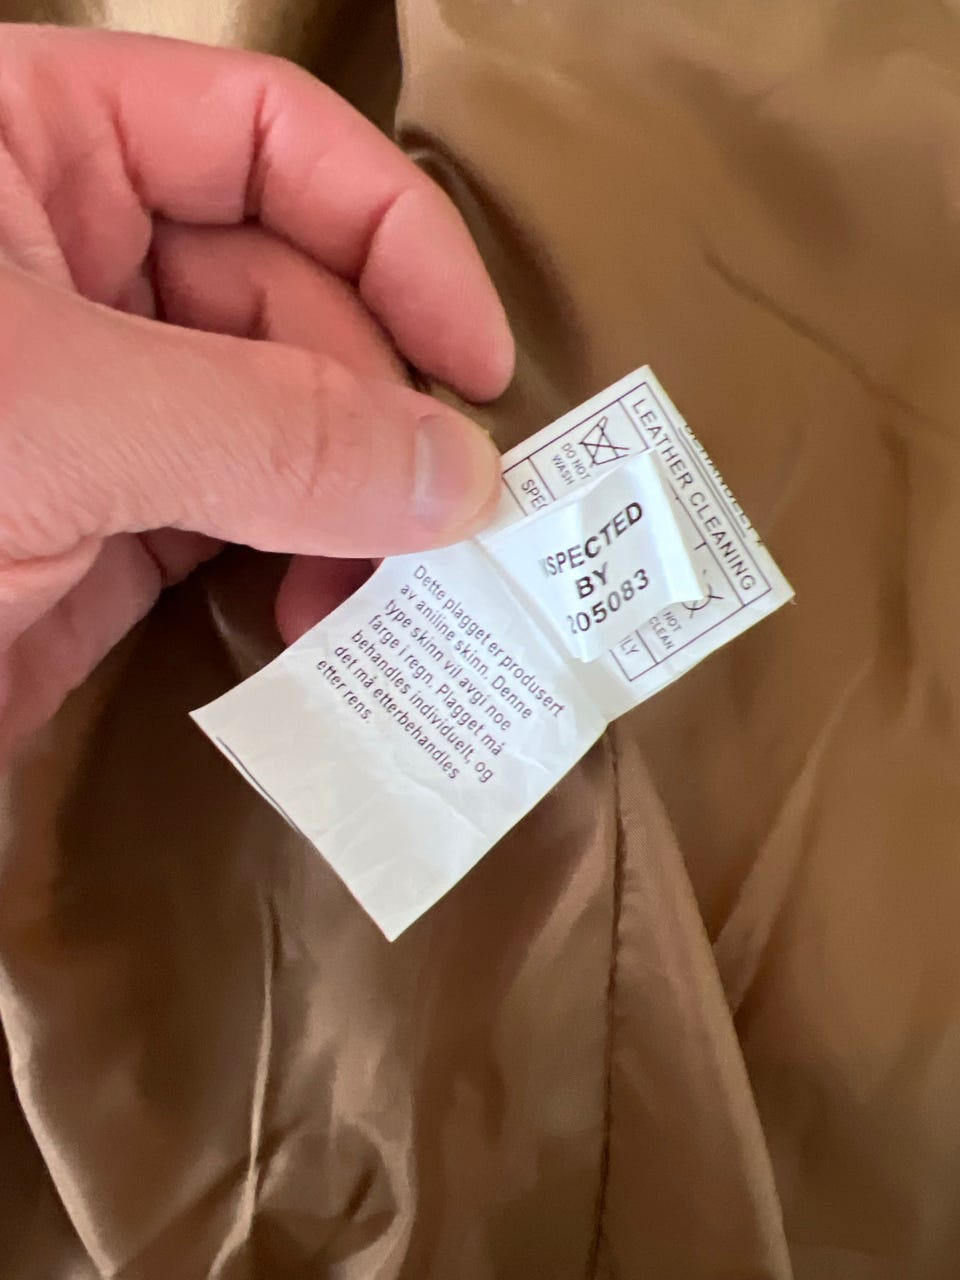 LEATHER CLEANING
DO NOT
WASH
NOT
CLEAN
SPECTED
BY
205083
Dette plagget er produsert
av aniline skinn. Denne
type skinn vil avgi noe
farge i regn. Plagget må
behandles individuelt, og
det må etterbehandles
etter rens.